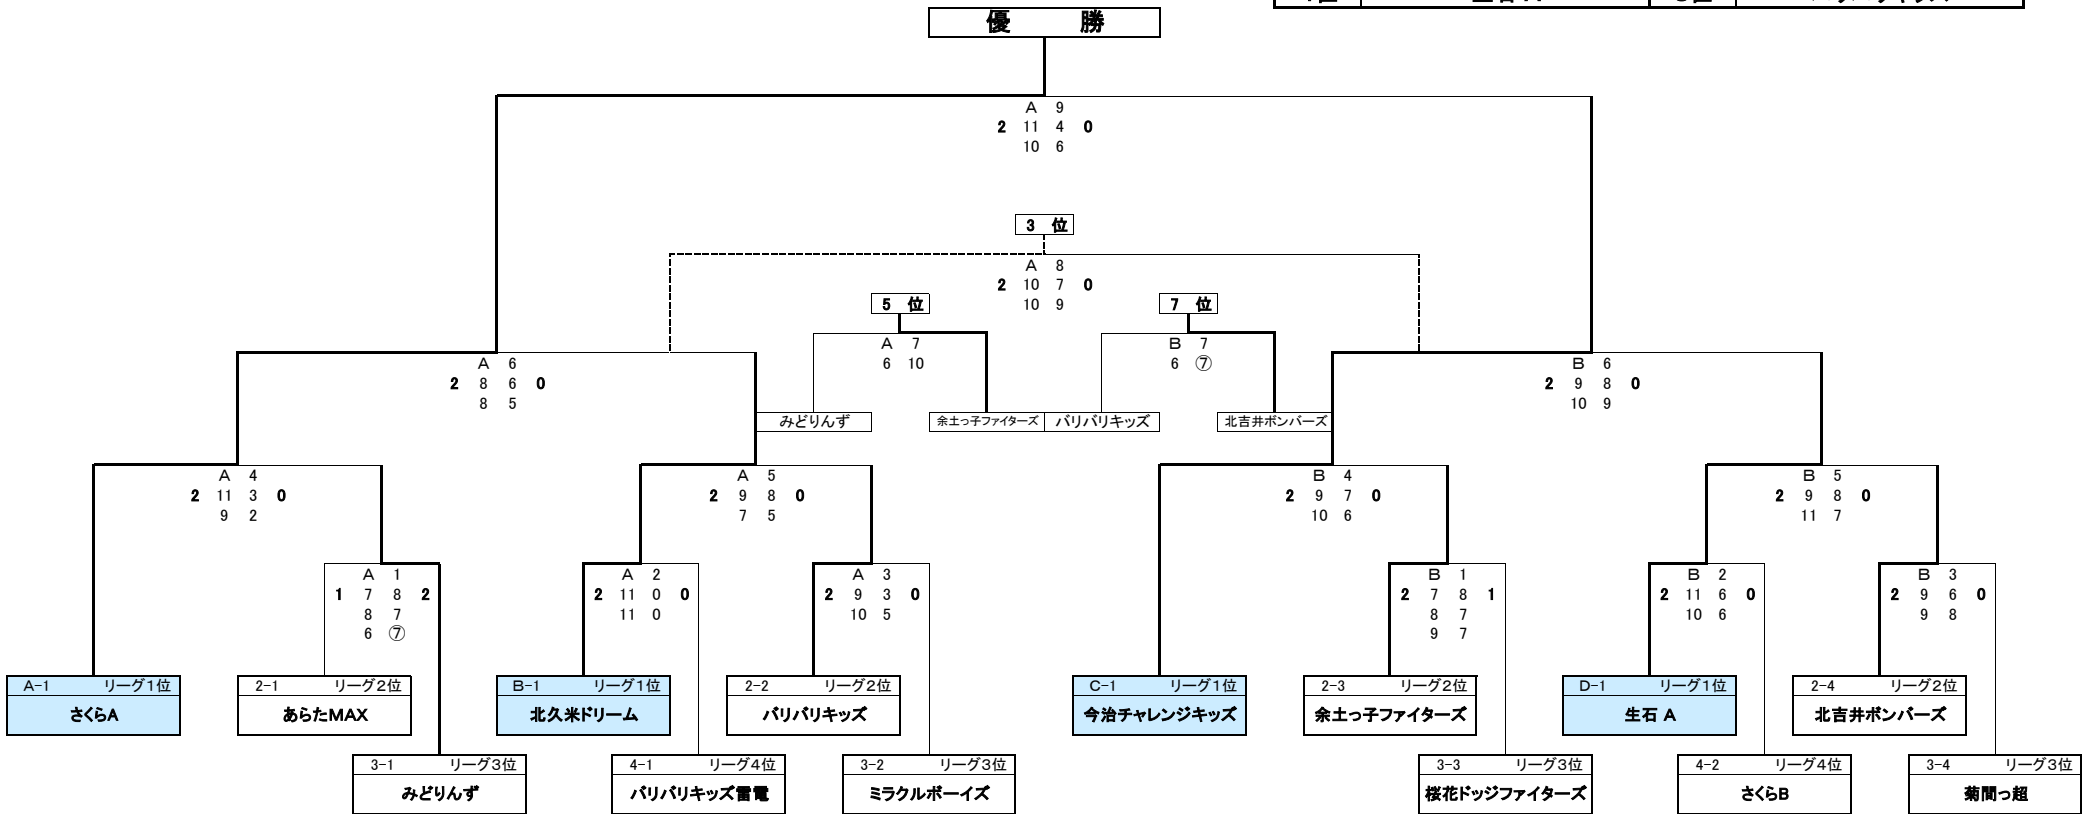 優 勝
A 9
2 11 4 0
10 6
3 位
A 8
2 10 7 0
10 9
5 位
7 位
A 7
6 10
B 7
6 ⑦
A 6
2 8 6 0
8 5
B 6
2 9 8 0
10 9
みどりんず
余土っ子ファイターズ
バリバリキッズ
北吉井ボンバーズ
A 4
2 11 3 0
9 2
A 5
2 9 8 0
7 5
B 4
2 9 7 0
10 6
B 5
2 9 8 0
11 7
A 1
1 7 8 2
8 7
6 ⑦
A 2
2 11 0 0
11 0
A 3
2 9 3 0
10 5
B 1
2 7 8 1
8 7
9 7
B 2
2 11 6 0
10 6
B 3
2 9 6 0
9 8
A-1 リーグ1位
さくらA
2-1 リーグ2位
あらたMAX
B-1 リーグ1位
北久米ドリーム
2-2 リーグ2位
バリバリキッズ
C-1 リーグ1位
今治チャレンジキッズ
2-3 リーグ2位
余土っ子ファイターズ
D-1 リーグ1位
生石 A
2-4 リーグ2位
北吉井ボンバーズ
3-1 リーグ3位
みどりんず
4-1 リーグ4位
バリバリキッズ雷電
3-2 リーグ3位
ミラクルボーイズ
3-3 リーグ3位
桜花ドッジファイターズ
4-2 リーグ4位
さくらB
3-4 リーグ3位
菊間っ超